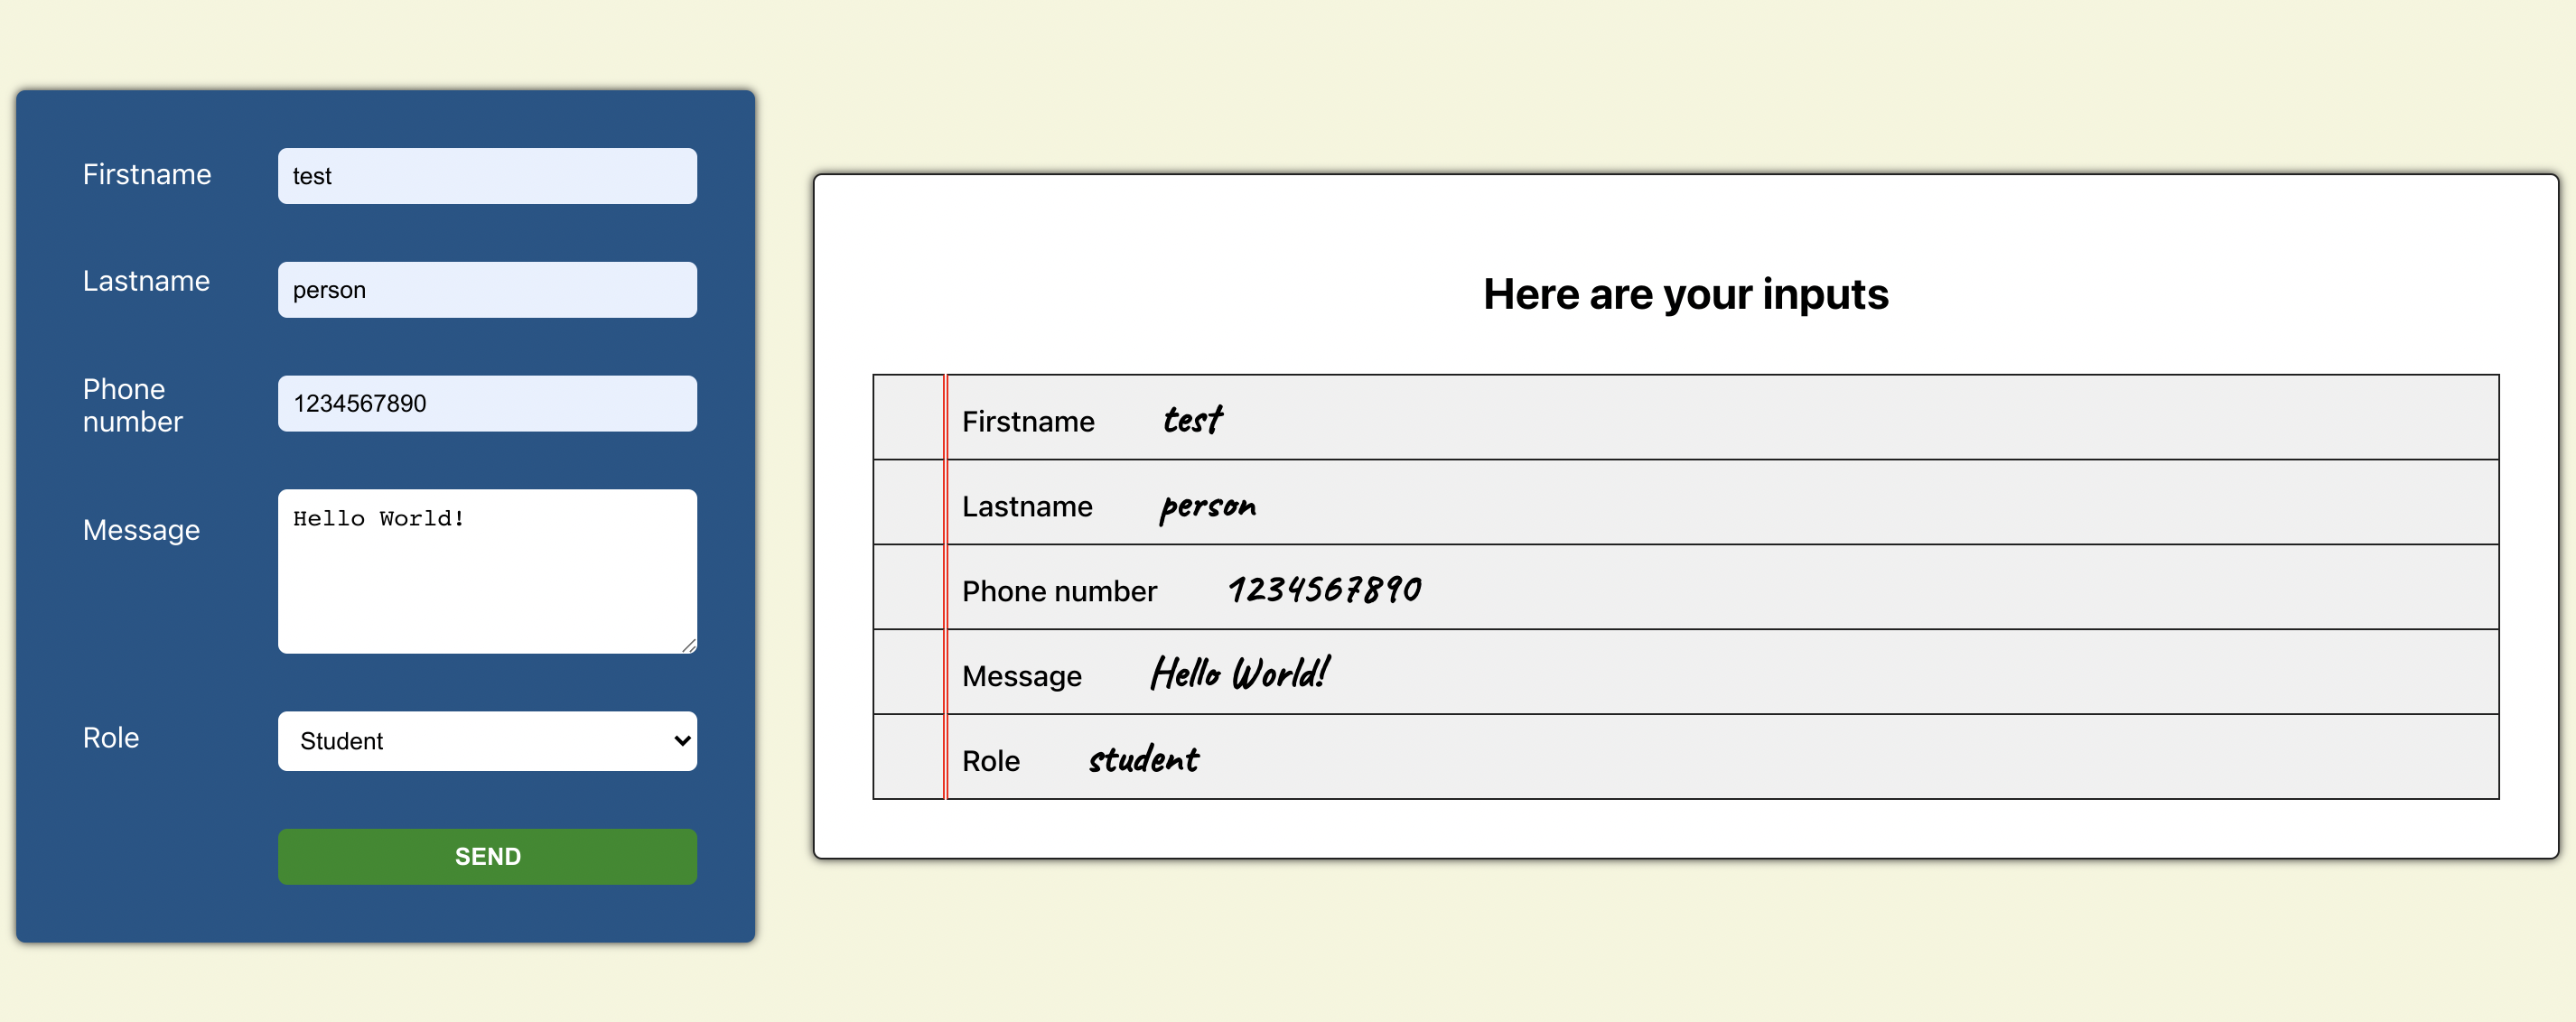 Firstname test
Lastname person
Phone
number 1234567890
Message Hello World!
Role Student
SEND
Here are your inputs
Firstname test
Lastname person
Phone number 1234567890
Message Hello World!
Role student